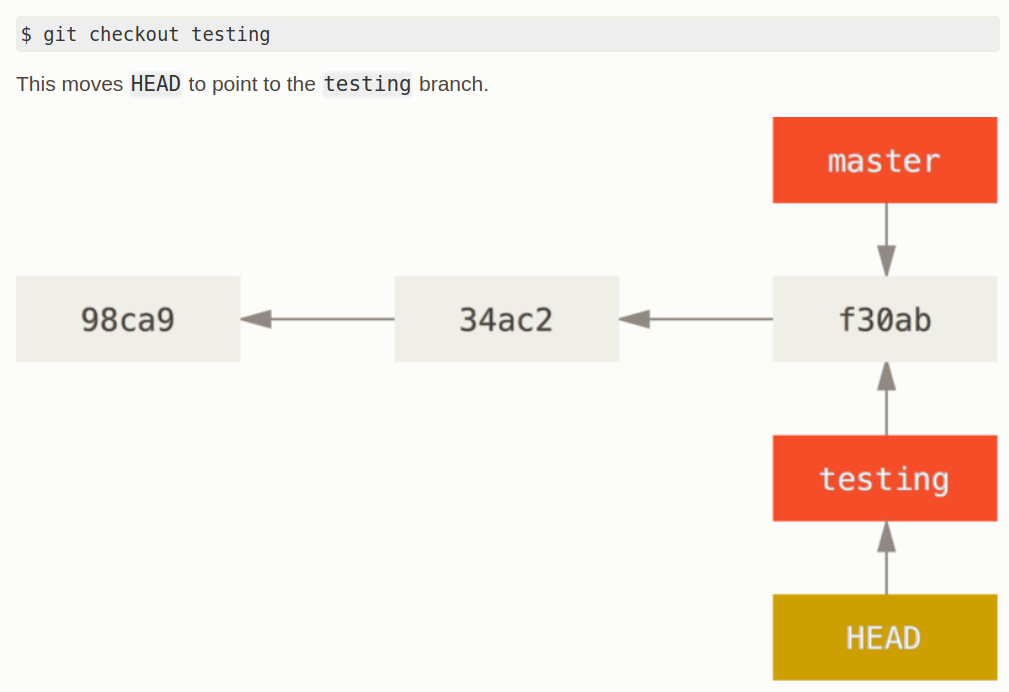 $ git checkout testing
This moves HEAD to point to the testing branch.
master
98ca9 34ac2 f30ab
testing
HEAD